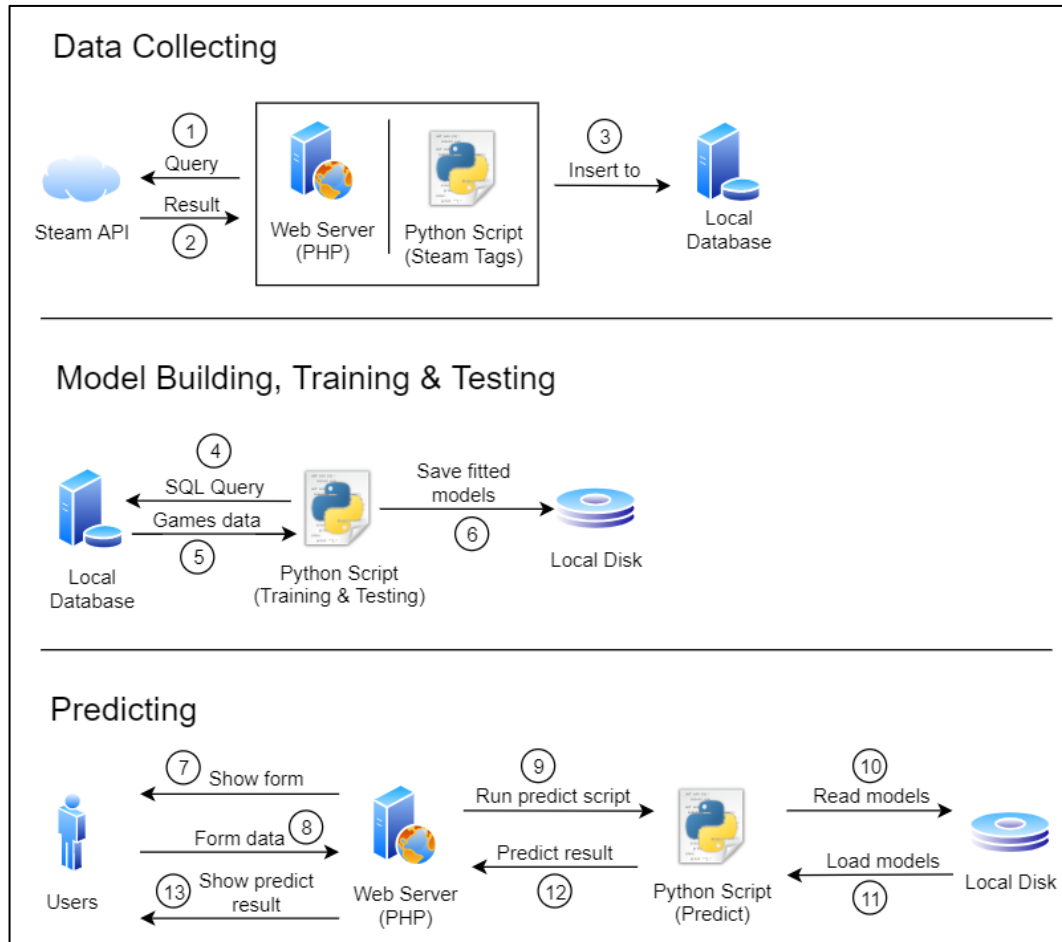 Data Collecting
1
Query
Result
2
Steam API
Web Server
(PHP)
Python Script
(Steam Tags)
3
Insert to
Local
Database
Model Building, Training & Testing
4
SQL Query
Games data
5
Local
Database
Python Script
(Training & Testing)
Save fitted
models
6
Local Disk
Predicting
7
Show form
Form data
8
13
Show predict
result
Users
Web Server
(PHP)
9
Run predict script
Predict result
12
Python Script
(Predict)
10
Read models
Load models
11
Local Disk